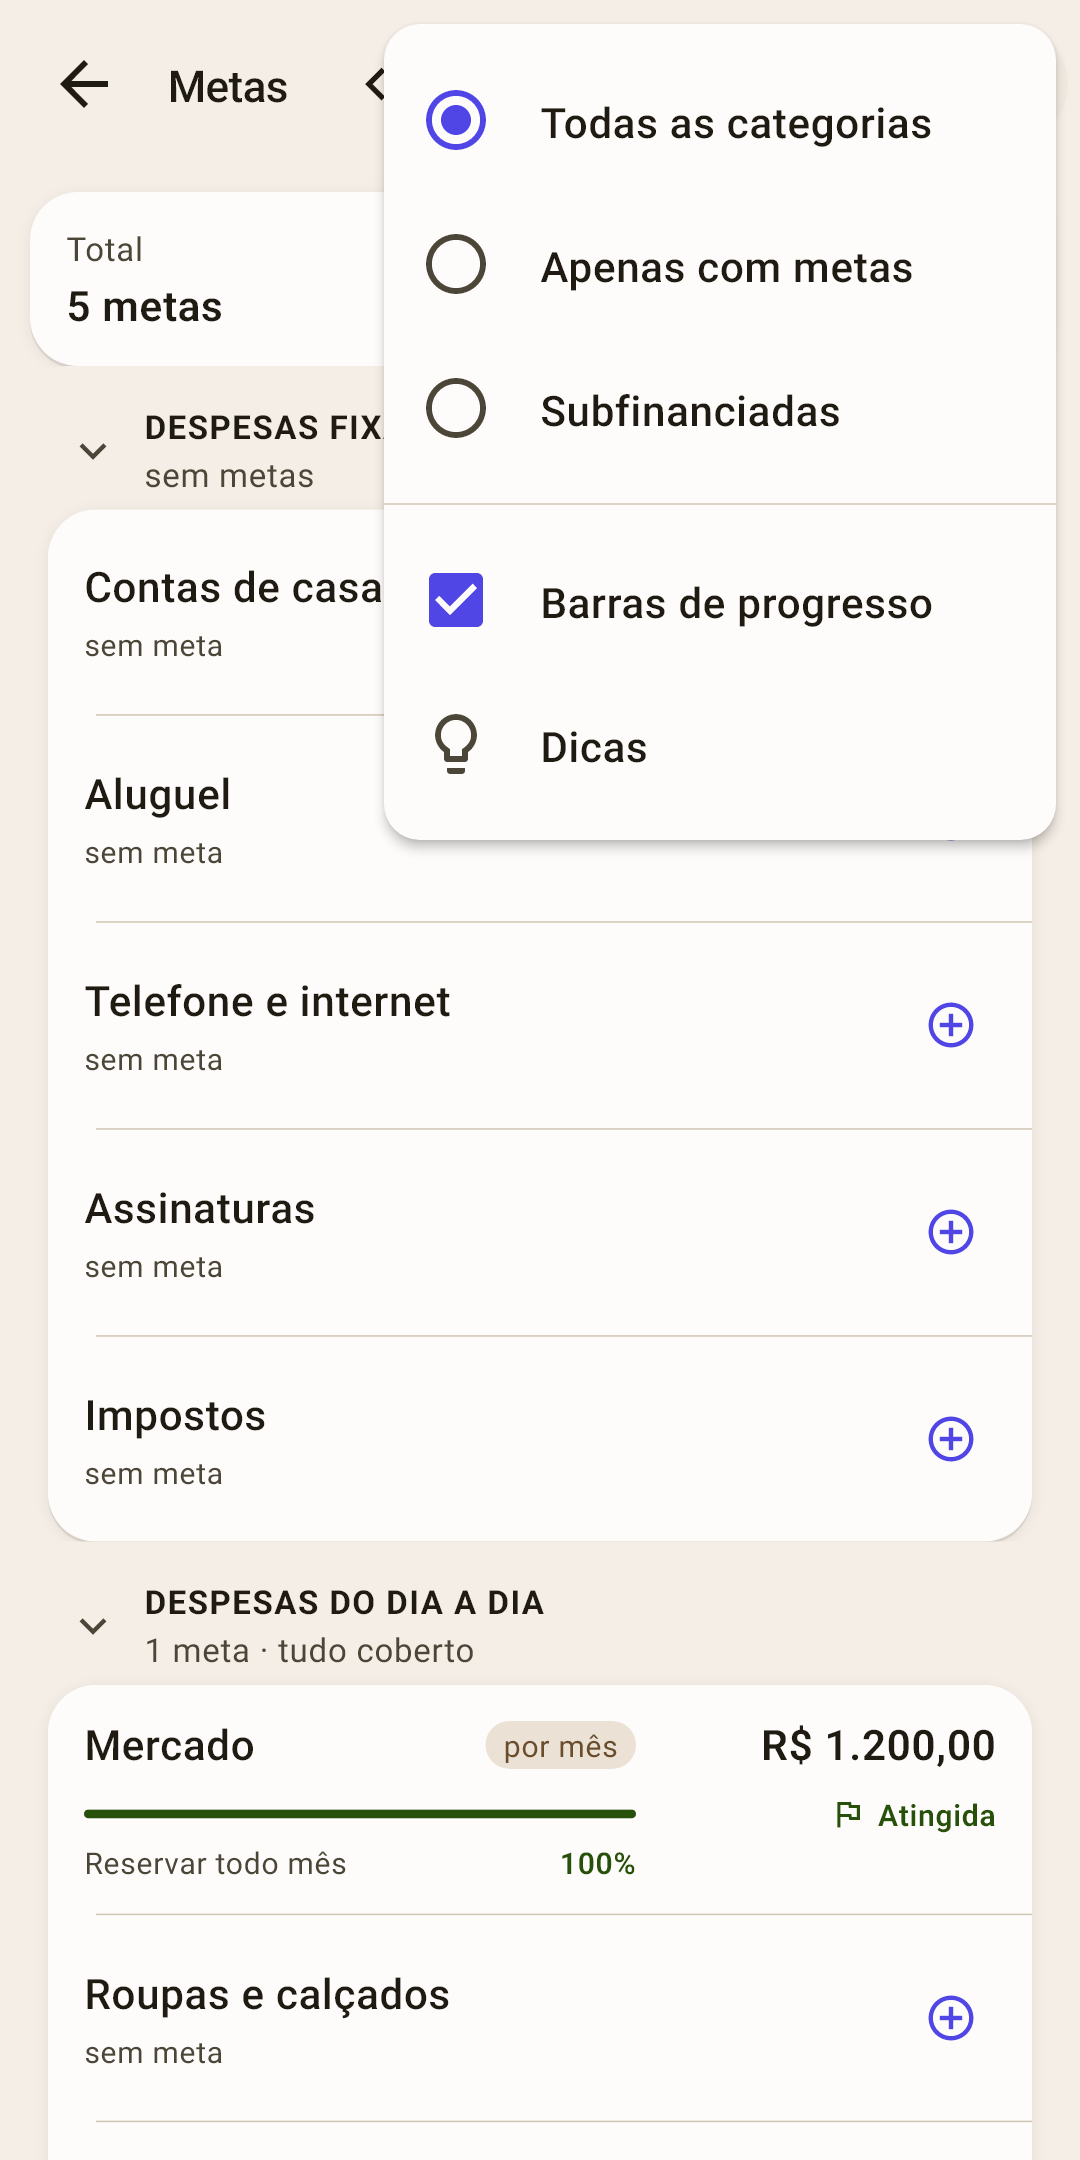 Metas
Total
5 metas
Todas as categorias
Apenas com metas
Subfinanciadas
Barras de progresso
Dicas
DESPESAS
sem metas
Contas de casa
sem meta
Aluguel
sem meta
Telefone e internet
sem meta
Assinaturas
sem meta
Impostos
sem meta
DESPESAS DO DIA A DIA
1 meta · tudo coberto
Mercado
por mês
R$ 1.200,00
Atingida
Reservar todo mês
100%
Roupas e calçados
sem meta